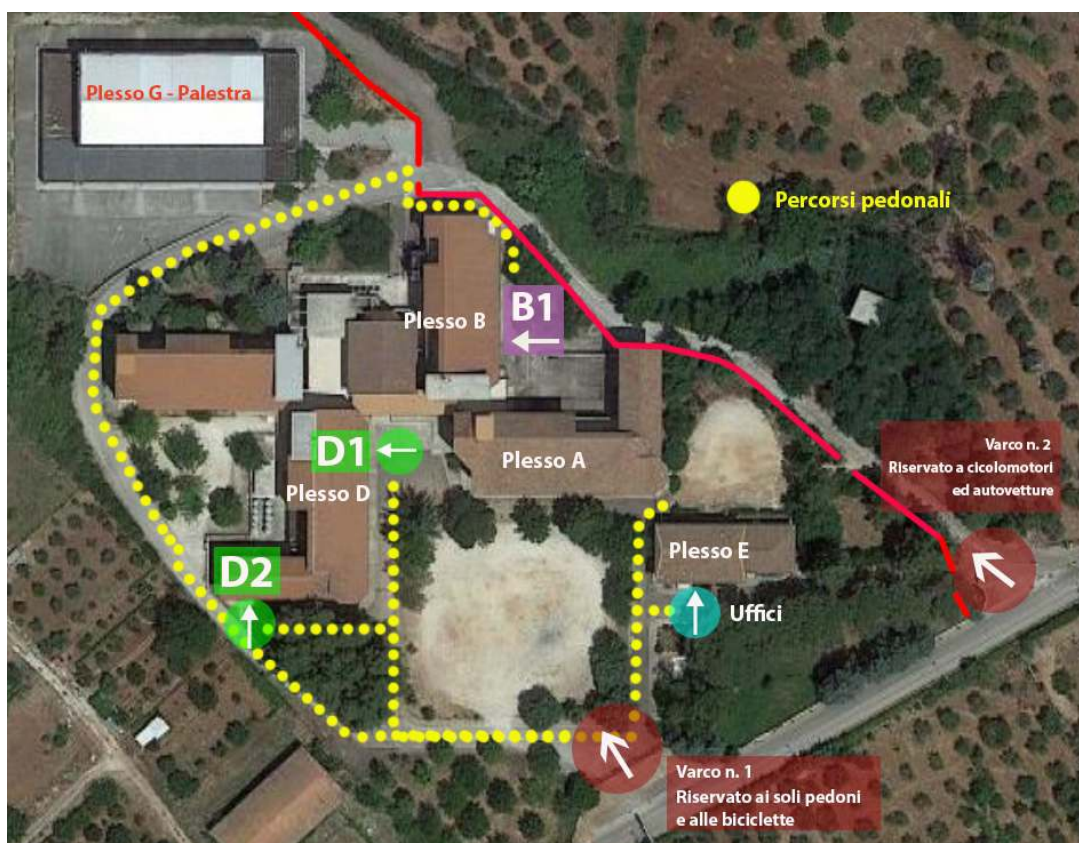 Plesso G - Palestra
Percorsi pedonali
B1
Plesso B
Varco n. 2
Riservato a cicolomotori
ed autovetture
D1
Plesso A
Plesso D
Plesso E
D2
Uffici
Varco n. 1
Riservato ai soli pedoni
e alle biciclette